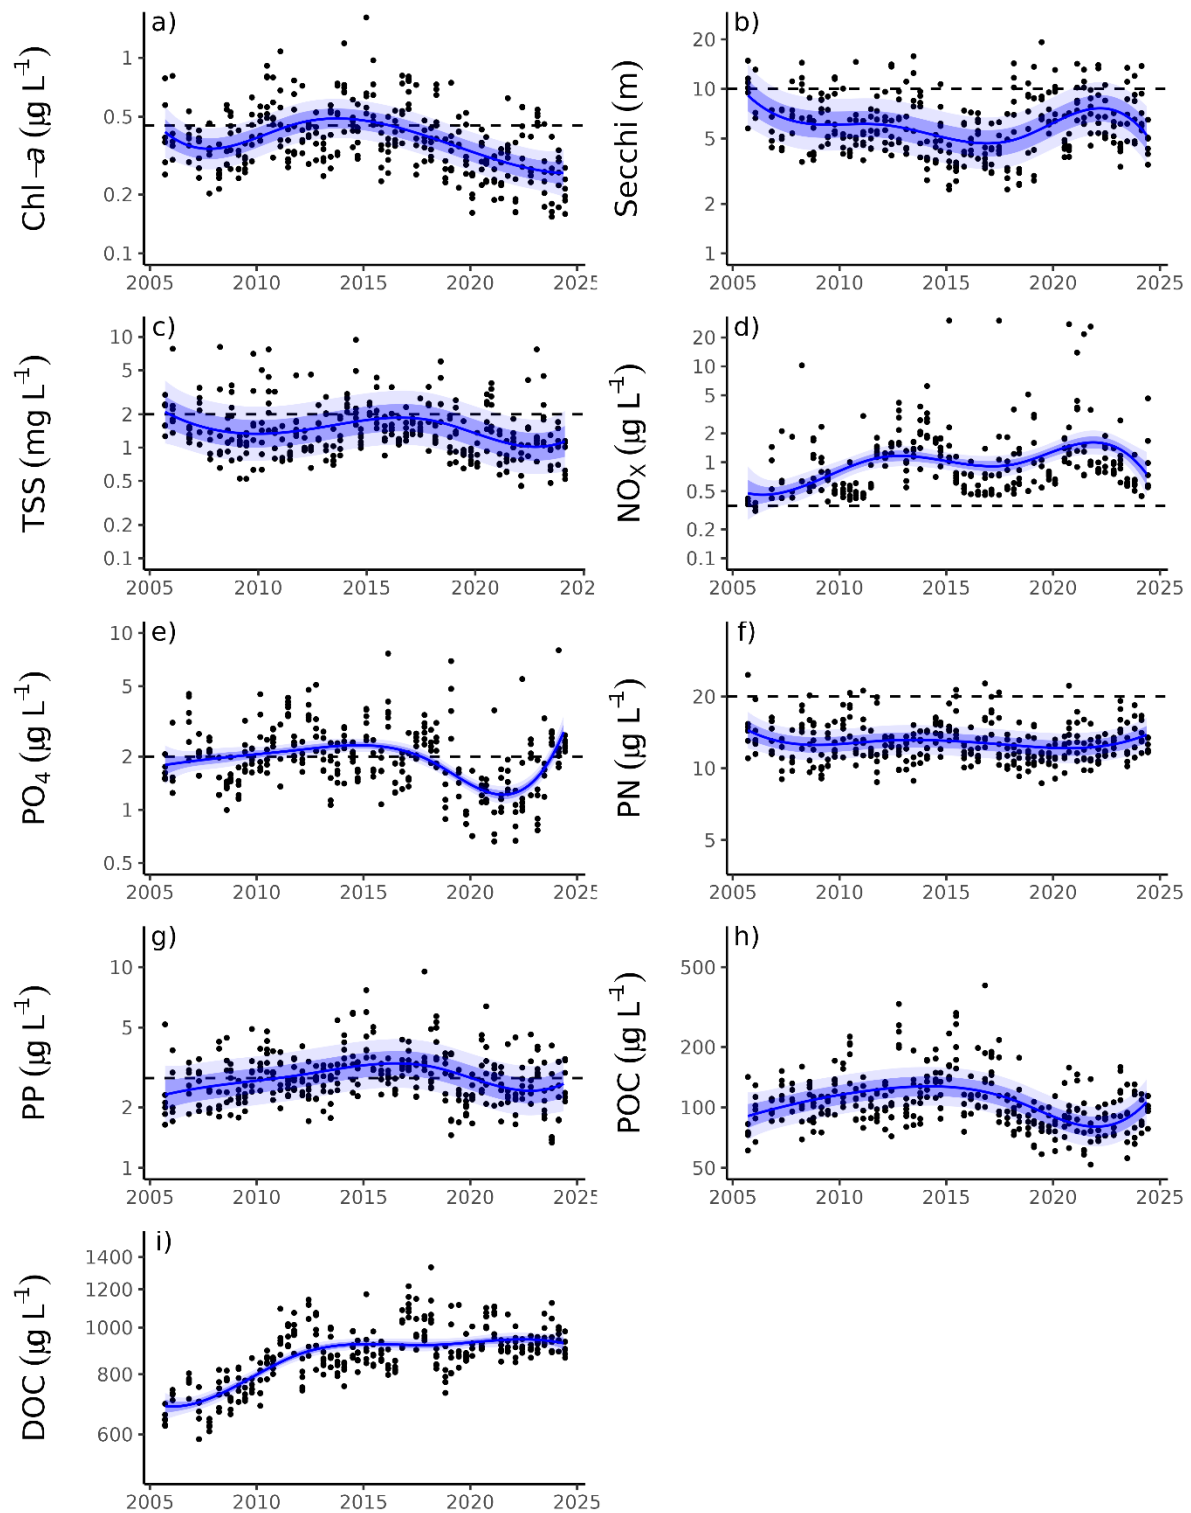 a)
Chl-a (µg L-1)
1
0.5
0.2
0.1
2005 2010 2015 2020 2025
b)
Secchi (m)
20
10
5
2
1
2005 2010 2015 2020 2025
c)
TSS (mg L-1)
10
5
2
1
0.5
0.2
0.1
2005 2010 2015 2020 202
d)
NOX (µg L-1)
20
10
5
2
1
0.5
0.2
0.1
2005 2010 2015 2020 2025
e)
PO4 (µg L-1)
10
5
2
1
0.5
2005 2010 2015 2020 2025
f)
PN (µg L-1)
20
10
5
2005 2010 2015 2020 2025
g)
PP (µg L-1)
10
5
2
1
2005 2010 2015 2020 2025
h)
POC (µg L-1)
500
200
100
50
2005 2010 2015 2020 2025
i)
DOC (µg L-1)
1400
1200
1000
800
600
2005 2010 2015 2020 2025